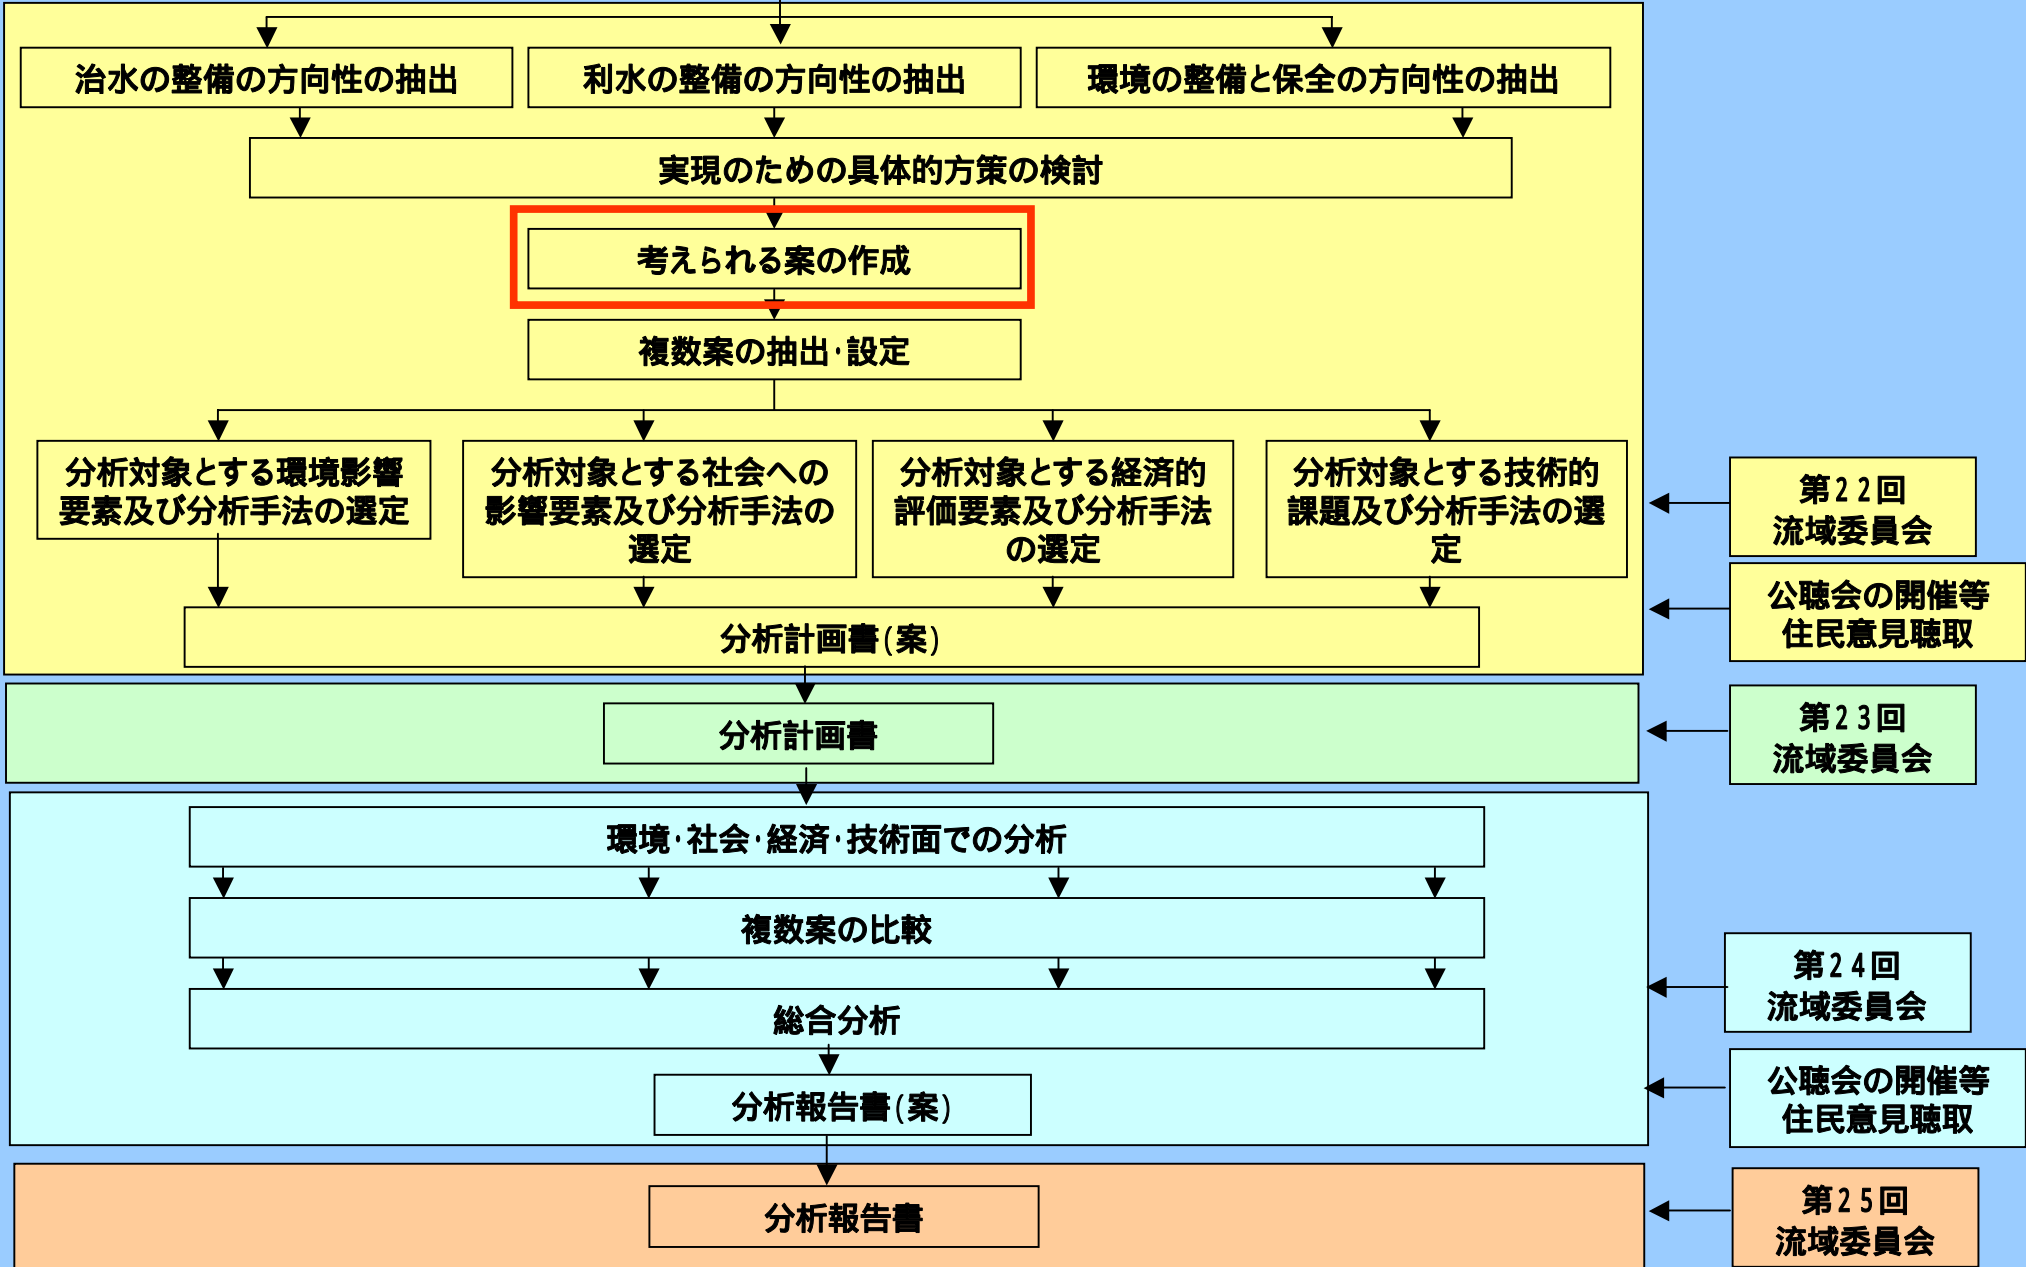 治水の整備の方向性の抽出
利水の整備の方向性の抽出
環境の整備と保全の方向性の抽出
実現のための具体的方策の検討
考えられる案の作成
複数案の抽出・設定
分析対象とする環境影響
要素及び分析手法の選定
分析対象とする社会への
影響要素及び分析手法の
選定
分析対象とする経済的
評価要素及び分析手法
の選定
分析対象とする技術的
課題及び分析手法の選
定
第22回
流域委員会
公聴会の開催等
住民意見聴取
分析計画書(案)
分析計画書
第23回
流域委員会
環境・社会・経済・技術面での分析
複数案の比較
総合分析
第24回
流域委員会
分析報告書(案)
公聴会の開催等
住民意見聴取
分析報告書
第25回
流域委員会